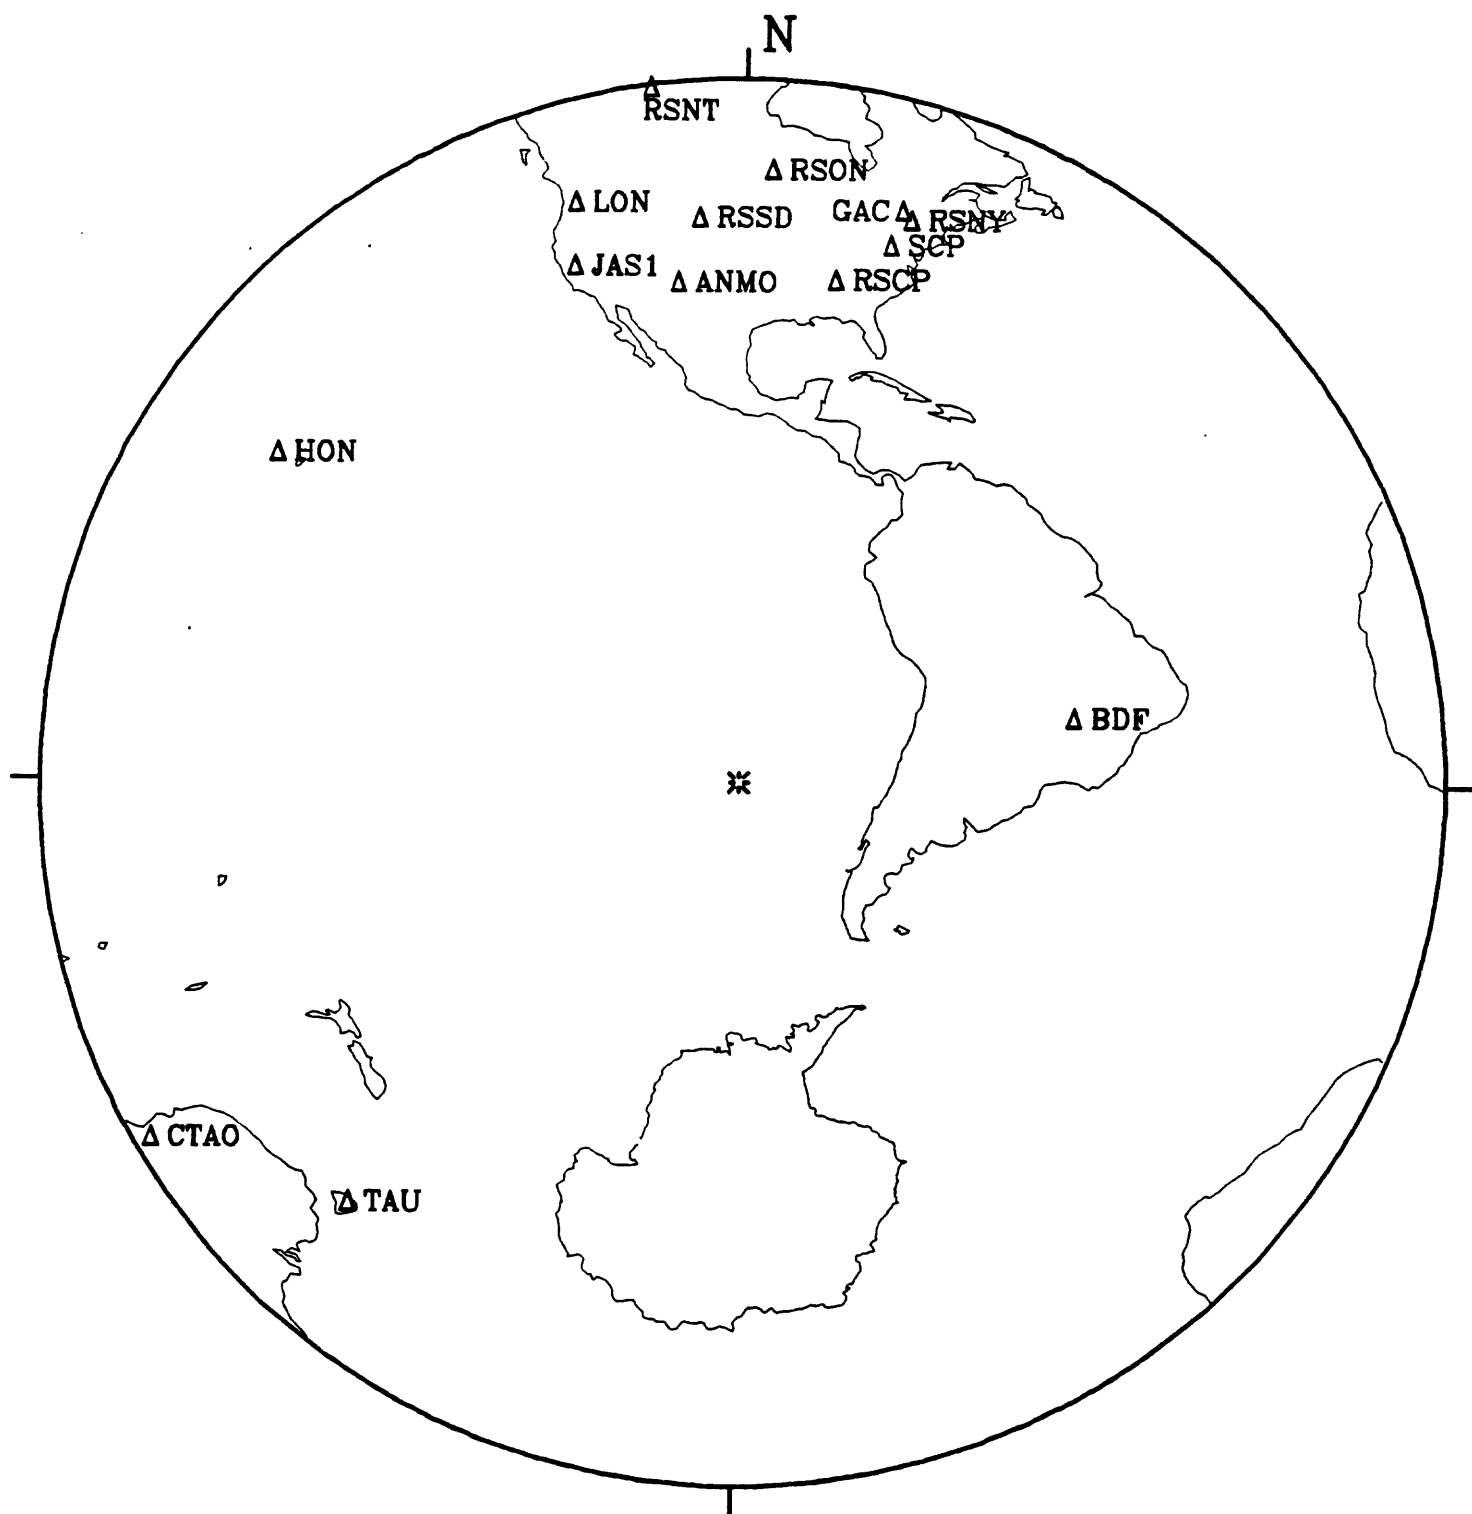 N
RSNT
RSON
LON
RSSD
GAC
RSNY
SCP
JAS1
ANMO
RSCP
HON
BDF
CTAO
TAU